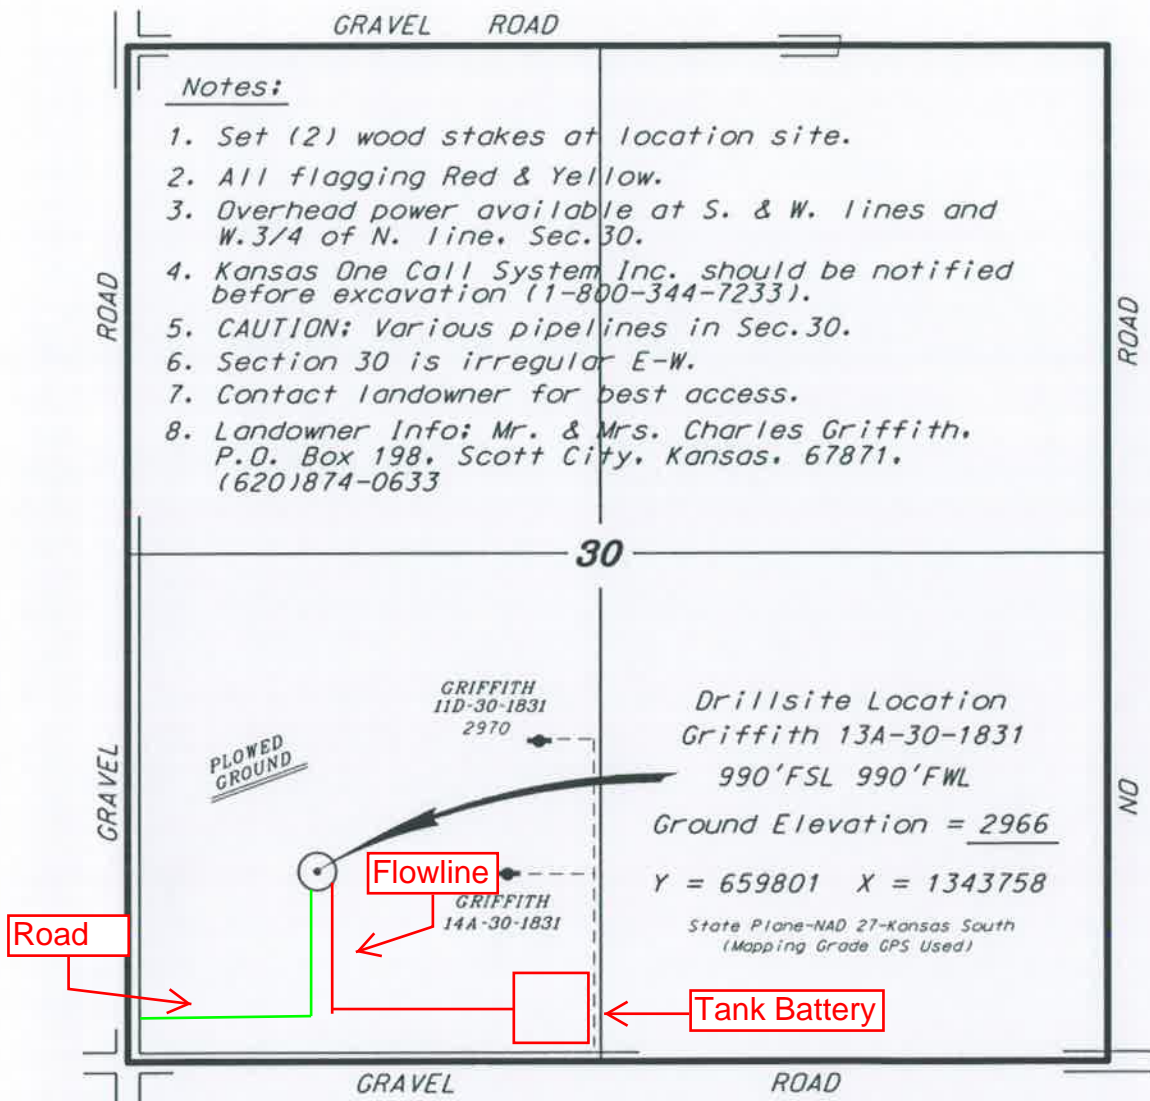 GRAVEL ROAD
Notes:
1. Set (2) wood stakes at location site.
2. All flagging Red & Yellow.
3. Overhead power available at S. & W. lines and
W.3/4 of N. line, Sec.30.
4. Kansas One Call System Inc. should be notified
before excavation (1-800-344-7233).
5. CAUTION: Various pipelines in Sec.30.
6. Section 30 is irregular E-W.
7. Contact landowner for best access.
8. Landowner Info: Mr. & Mrs. Charles Griffith,
P.O. Box 198, Scott City, Kansas, 67871,
(620)874-0633
GRAVEL ROAD
NO ROAD
30
GRIFFITH
11D-30-1831
2970
PLOWED
GROUND
Drillsite Location
Griffith 13A-30-1831
990'FSL 990'FWL
Ground Elevation = 2966
Y = 659801 X = 1343758
State Plane-NAD 27-Kansas South
(Mapping Grade GPS Used)
Flowline
GRIFFITH
14A-30-1831
Road
Tank Battery
GRAVEL ROAD